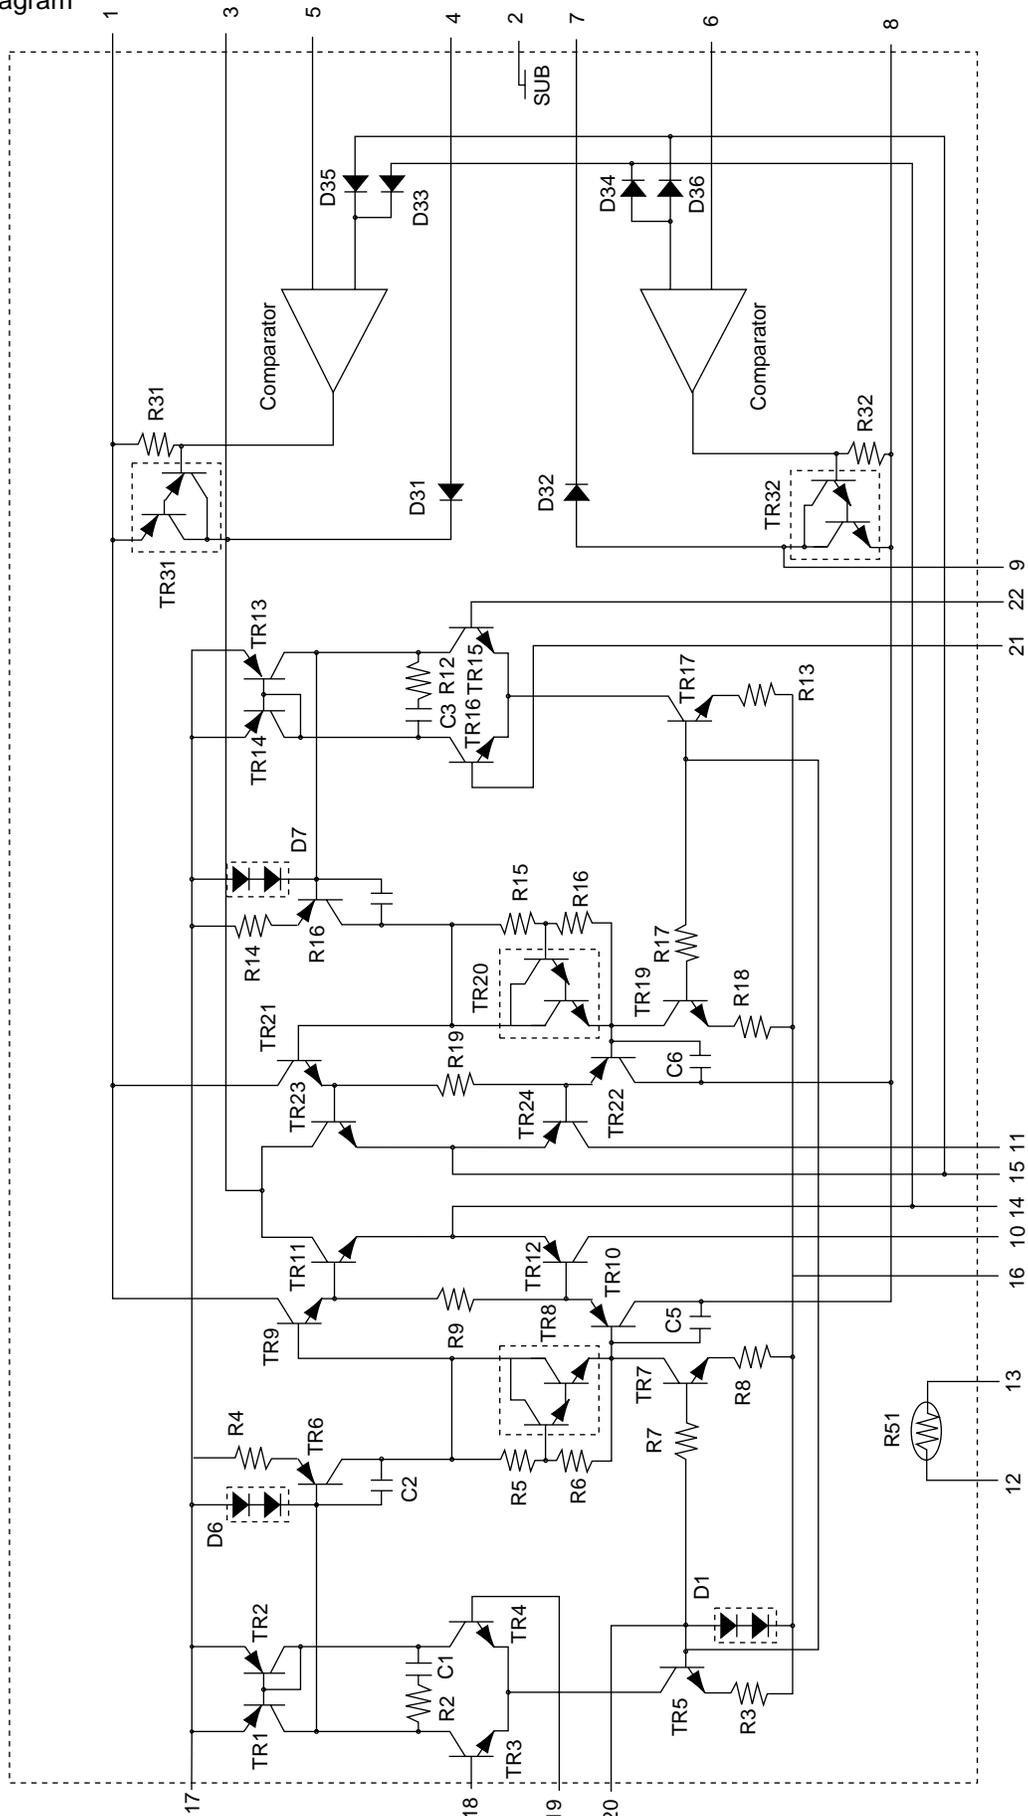 agram
1
3
5
4
2
7
6
8
SUB
D35
D33
D34
D36
Comparator
Comparator
R31
R32
TR31
D31
D32
TR32
9
22
21
TR13
TR14
R12
C3
TR15
TR16
TR17
R13
D7
R14
R16
R15
R16
TR20
R17
TR19
R18
TR21
R19
TR23
TR24
TR22
C6
11
15
14
10
16
TR11
TR12
TR10
TR9
R9
TR8
C5
R4
TR6
TR7
R8
R7
D6
C2
R5
R6
R51
13
12
TR2
TR1
C1
R2
TR4
TR3
D1
TR5
R3
17
18
19
20